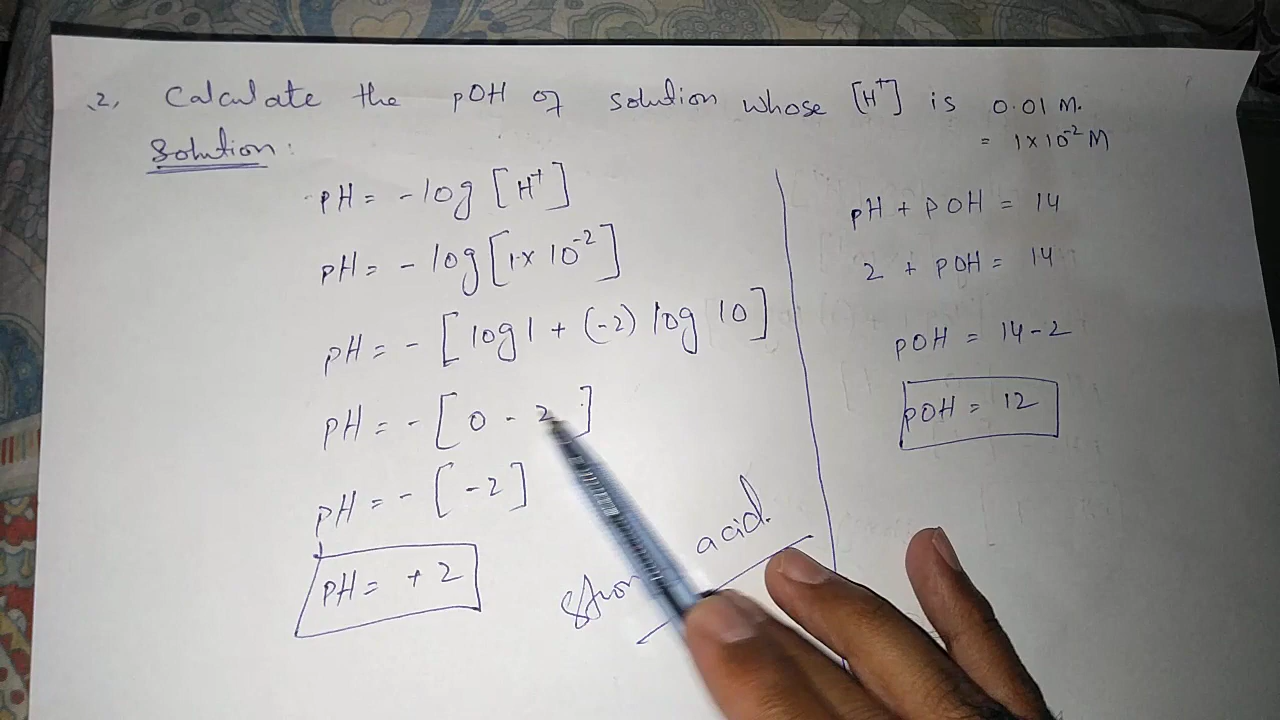 2. Calculate the pOH of solution whose [H⁺] is 0.01 M.
= 1 x 10⁻² M
Solution:
pH = -log [H⁺]
pH = - log [1 x 10⁻²]
pH = - [log 1 + (-2) log 10]
pH = - [0 - 2]
pH = - [-2]
pH = +2
acid.
pH + pOH = 14
2 + pOH = 14
pOH = 14-2
pOH = 12